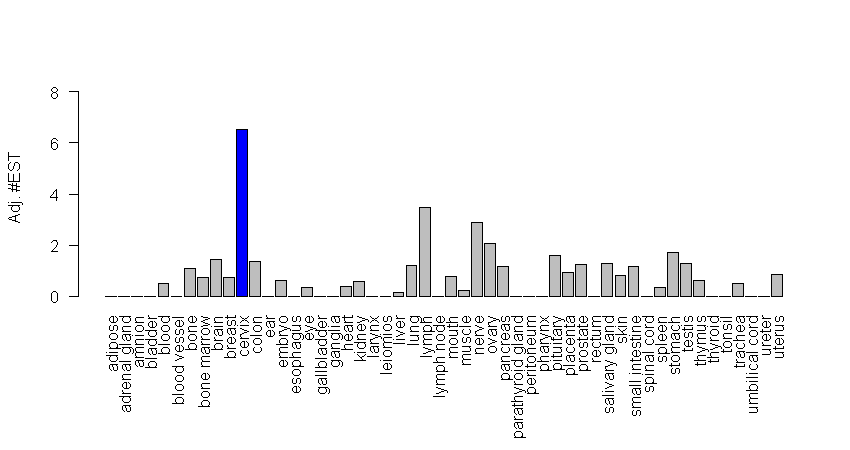 Adj. #EST
8
6
4
2
0
adipose
adrenal gland
amnion
bladder
blood
blood vessel
bone
bone marrow
brain
breast
cervix
colon
ear
embryo
esophagus
eye
gallbladder
ganglia
heart
kidney
larynx
leiomios
liver
lung
lymph
lymph node
mouth
muscle
nerve
ovary
pancreas
parathyroid gland
peritoneum
pharynx
pituitary
placenta
prostate
rectum
salivary gland
skin
small intestine
spinal cord
spleen
stomach
testis
thymus
thyroid
tonsil
trachea
umbilical cord
ureter
uterus